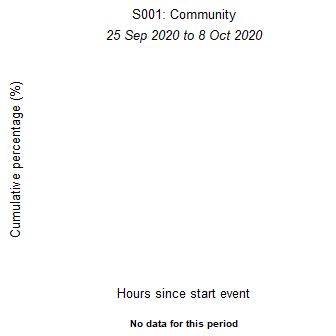 S001: Community
25 Sep 2020 to 8 Oct 2020
Cumulative percentage (%)
Hours since start event
No data for this period